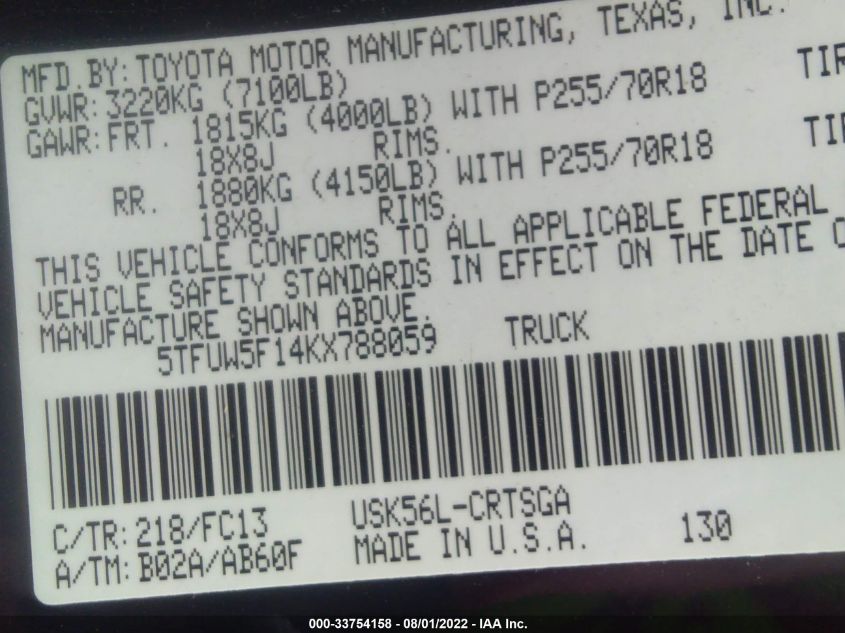 MFD.BY: TOYOTA MOTOR MANUFACTURING, TEXAS, INC.
GVWR: 3220KG (7100LB)
GAWR: FRT. 1815KG (4000LB) WITH P255/70R18 TIR
18X8J RIMS.
RR. 1880KG (4150LB) WITH P255/70R18 TIR
18X8J RIMS.
THIS VEHICLE CONFORMS TO ALL APPLICABLE FEDERAL
VEHICLE SAFETY STANDARDS IN EFFECT ON THE DATE O
MANUFACTURE SHOWN ABOVE.
5TFUW5F14KX788059 TRUCK
C/TR: 218/FC13 USK56L-CRTSGA
A/TM: B02A/AB60F MADE IN U.S.A. 130
000-33754158 - 08/01/2022 - IAA Inc.